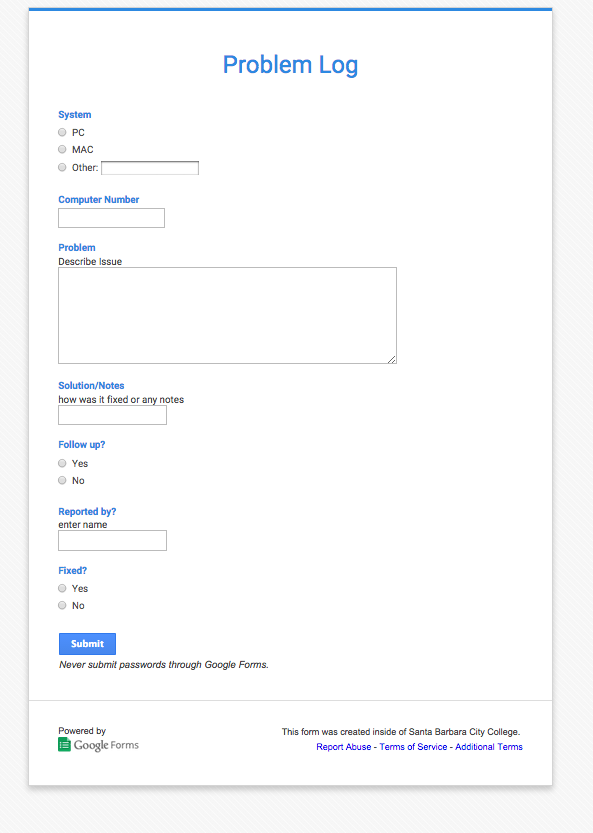 Problem Log
System
PC
MAC
Other:
Computer Number
Problem
Describe Issue
Solution/Notes
how was it fixed or any notes
Follow up?
Yes
No
Reported by?
enter name
Fixed?
Yes
No
Submit
Never submit passwords through Google Forms.
Powered by
Google Forms
This form was created inside of Santa Barbara City College.
Report Abuse - Terms of Service - Additional Terms